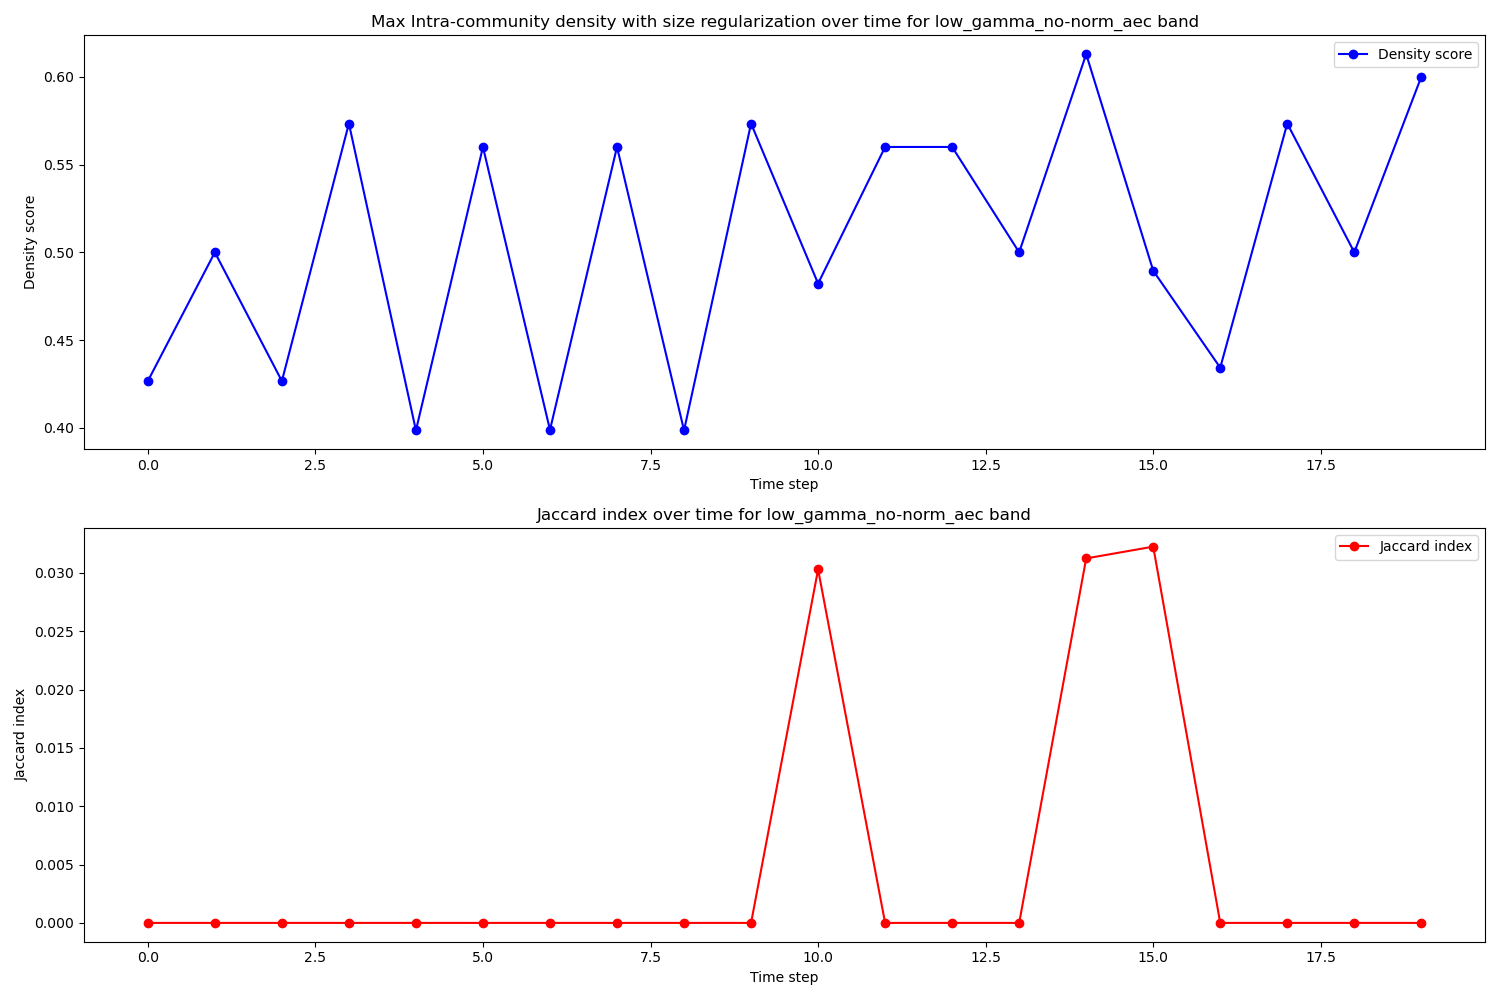 Max Intra-community density with size regularization over time for low_gamma_no-norm_aec band
Density score
0.60
0.55
0.50
0.45
0.40
Density score
0.0 2.5 5.0 7.5 10.0 12.5 15.0 17.5
Time step
Jaccard index over time for low_gamma_no-norm_aec band
Jaccard index
0.030
0.025
0.020
0.015
0.010
0.005
0.000
Jaccard index
0.0 2.5 5.0 7.5 10.0 12.5 15.0 17.5
Time step